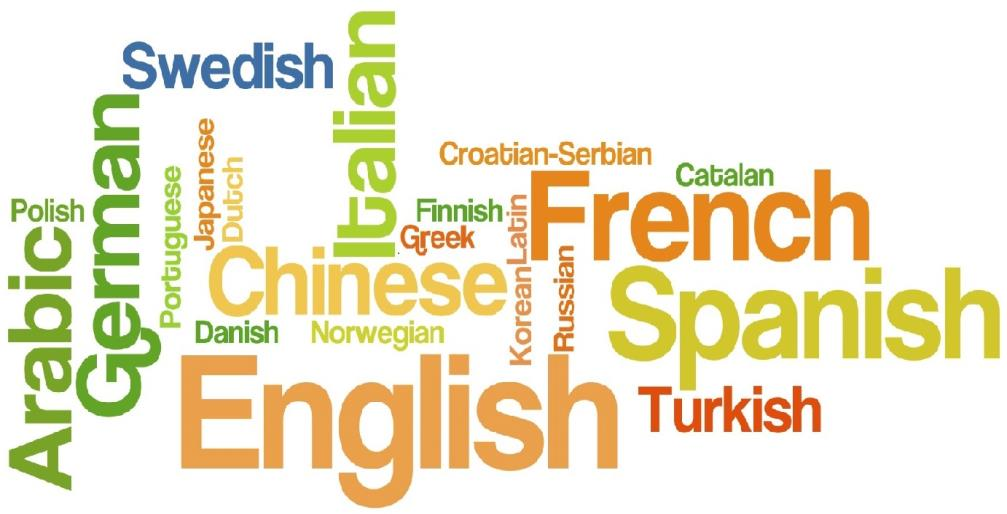 Swedish
Italian
German
Japanese
Dutch
Portuguese
Polish
Arabic
Croatian-Serbian
Catalan
Finnish
Greek
Latin
French
Chinese
Korean
Russian
Spanish
Danish
Norwegian
English
Turkish